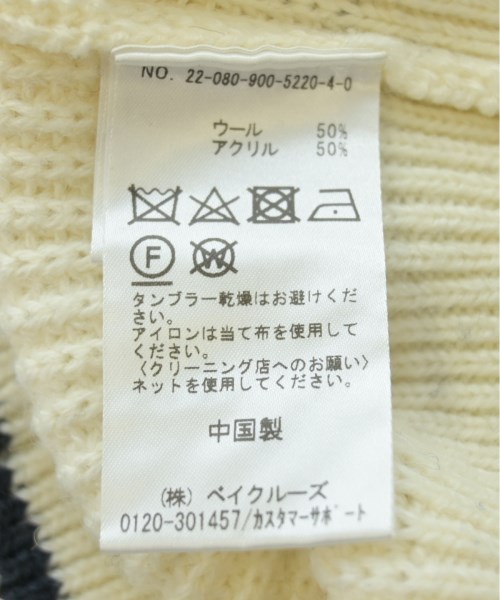 NO. 22-080-900-5220-4-0
ウール 50%
アクリル 50%
F W
タンブラー乾燥はお避けくだ
さい。
アイロンは当て布を使用して
ください。
〈クリーニング店へのお願い〉
ネットを使用してください。
中国製
(株) ベイクルーズ
0120-301457/カスタマーサポート